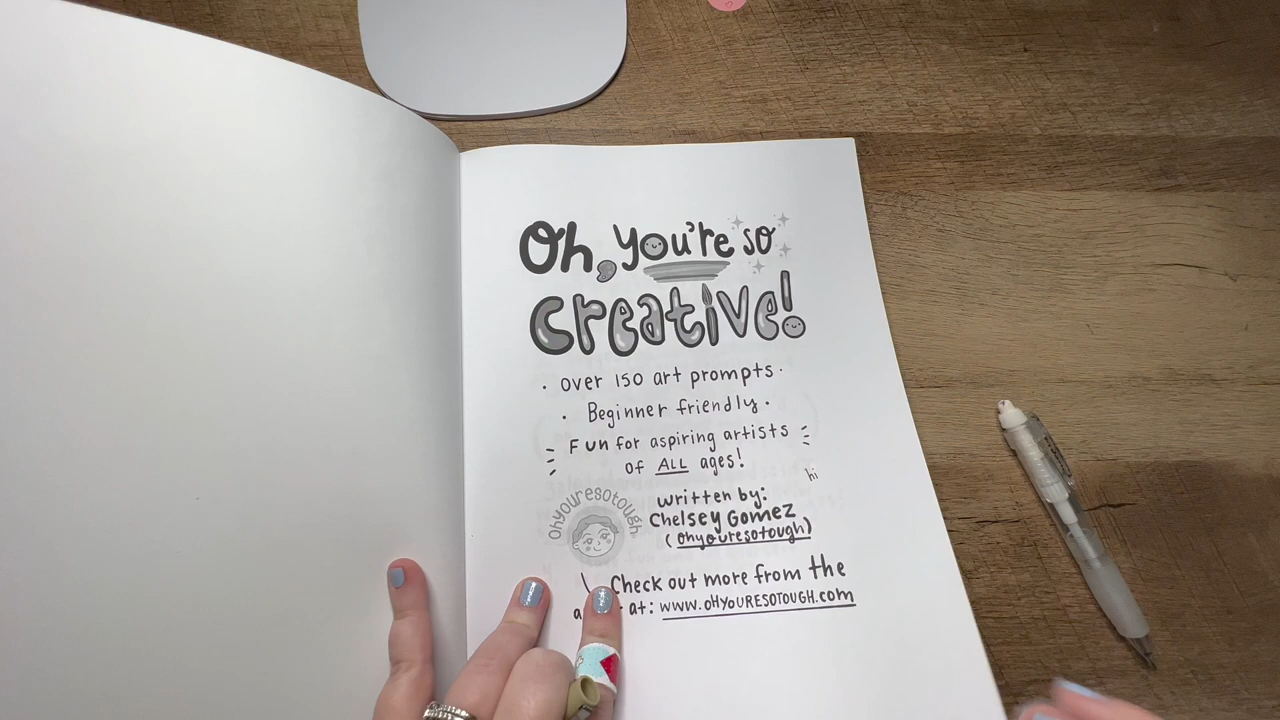 Oh, you're so
creative!
· over 150 art prompts ·
· Beginner friendly ·
Fun for aspiring artists
of ALL ages!
hi
ohyouresotough
written by:
Chelsey Gomez
(ohyouresotough)
Check out more from the
at: www.OHYOURESOTOUGH.com